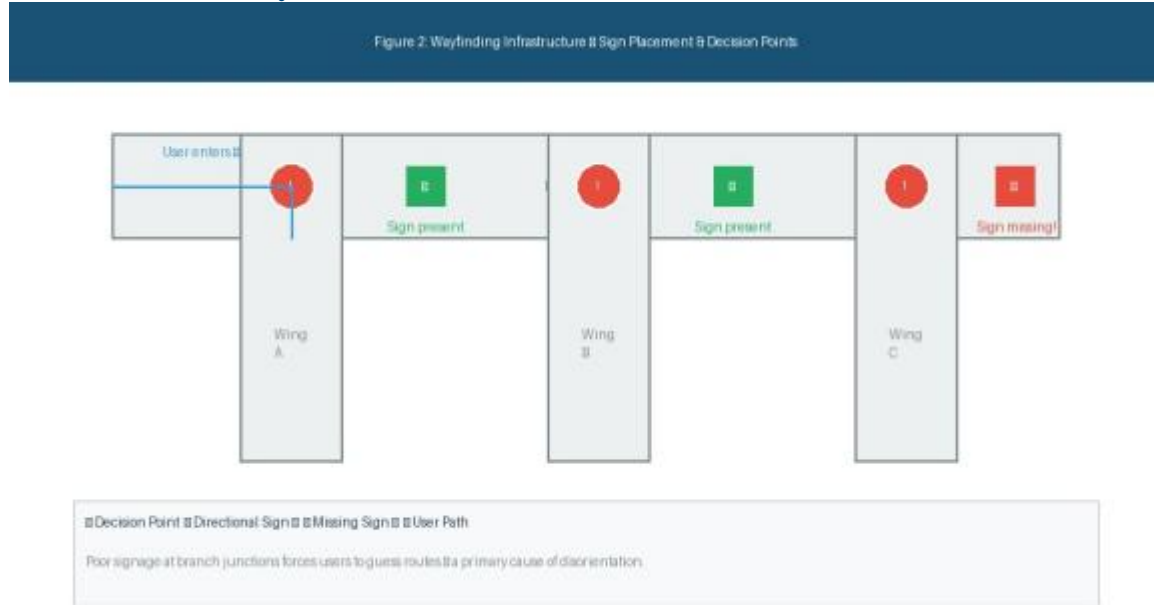 Figure 2: Wayfinding Infrastructure Sign Placement & Decision Points
User enters
Sign present
Sign present
Sign missing!
Wing
A
Wing
Wing
C
Decision Point Directional Sign Missing Sign User Path
Poor signage at branch junctions forces users to guess routes a primary cause of disorientation.